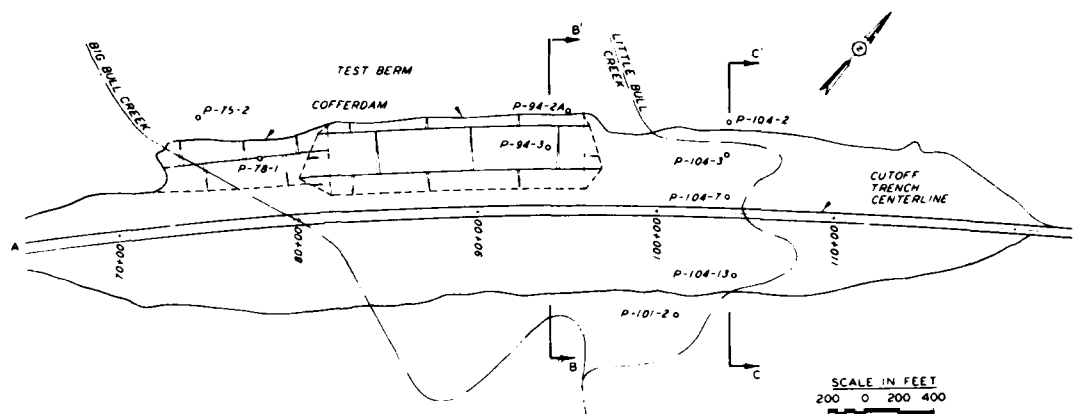 BIG BULL CREEK
TEST BERM
COFFERDAM
B'
LITTLE BULL
CREEK
C'
N
P-75-2
P-94-2A
P-104-2
P-94-3
P-104-3
P-78-1
CUTOFF
TRENCH
CENTERLINE
P-104-7
A
70+00
80+00
90+00
100+00
110+00
P-104-13
P-101-2
B
C
SCALE IN FEET
200 0 200 400